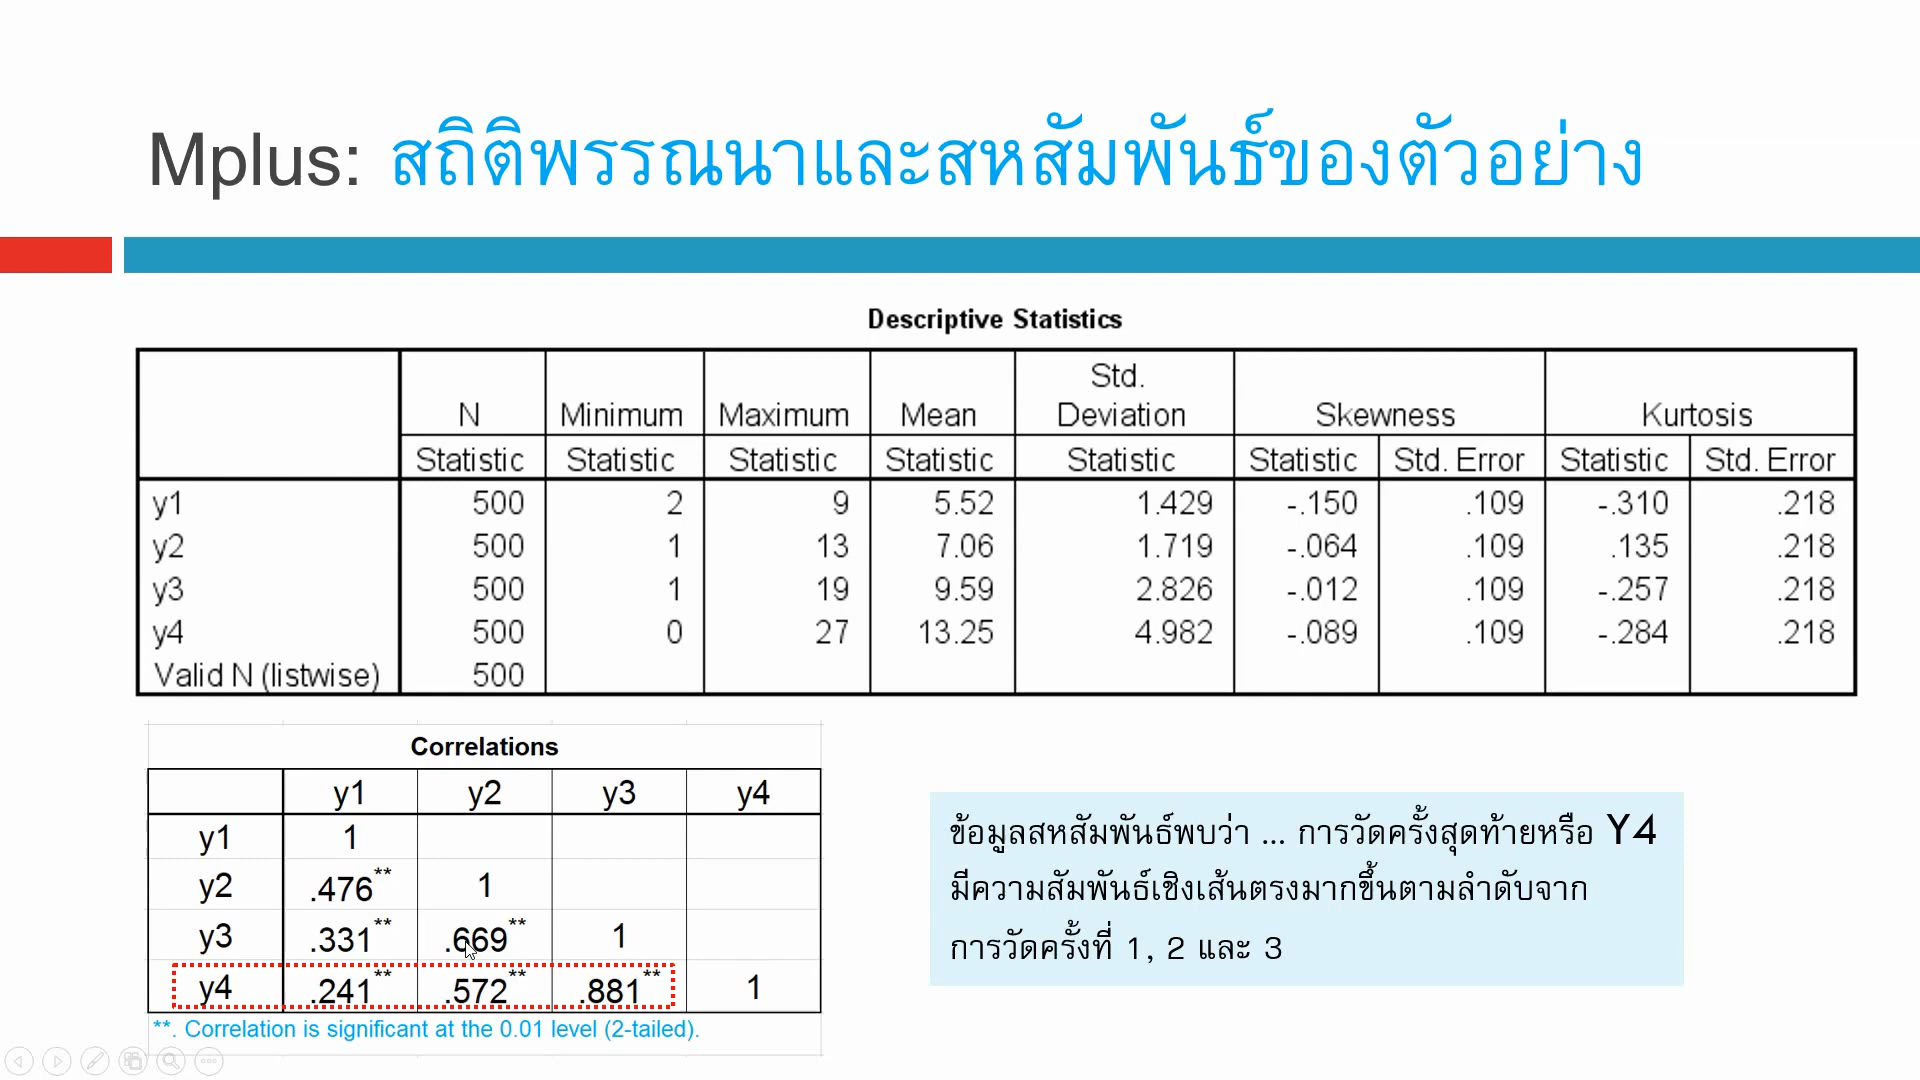 Mplus: สถิติพรรณนาและสหสัมพันธ์ของตัวอย่าง
Descriptive Statistics
N Minimum Maximum Mean Std. Deviation Skewness Kurtosis
Statistic Statistic Statistic Statistic Statistic Statistic Std. Error Statistic Std. Error
y1 500 2 9 5.52 1.429 -.150 .109 -.310 .218
y2 500 1 13 7.06 1.719 -.064 .109 .135 .218
y3 500 1 19 9.59 2.826 -.012 .109 -.257 .218
y4 500 0 27 13.25 4.982 -.089 .109 -.284 .218
Valid N (listwise) 500
Correlations
y1 y2 y3 y4
y1 1
y2 .476** 1
y3 .331** .669** 1
y4 .241** .572** .881** 1
**. Correlation is significant at the 0.01 level (2-tailed).
ข้อมูลสหสัมพันธ์พบว่า ... การวัดครั้งสุดท้ายหรือ Y4
มีความสัมพันธ์เชิงเส้นตรงมากขึ้นตามลำดับจาก
การวัดครั้งที่ 1, 2 และ 3